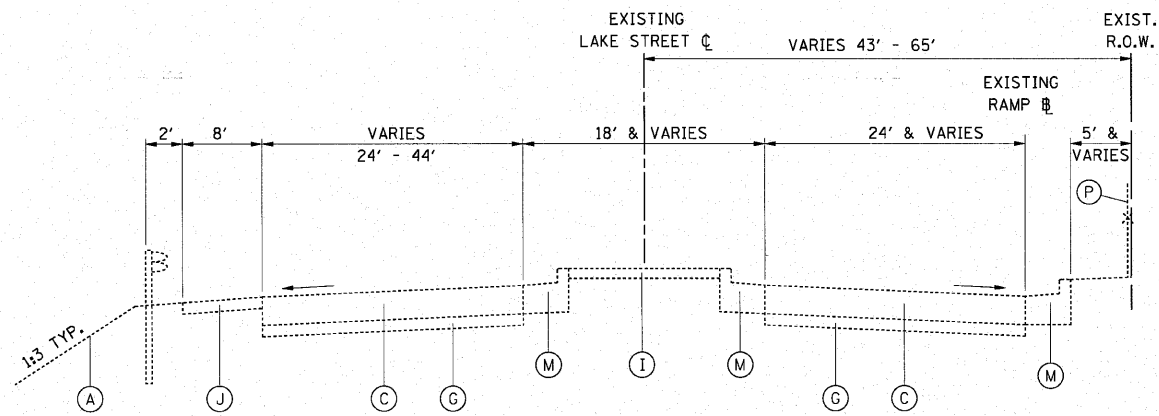 EXISTING
LAKE STREET ℄
VARIES 43' - 65'
EXIST.
R.O.W.
EXISTING
RAMP B̲L̲
2'
8'
VARIES
24' - 44'
18' & VARIES
24' & VARIES
5' &
VARIES
P
1:3 TYP.
A
J
C
G
M
I
M
G
C
M